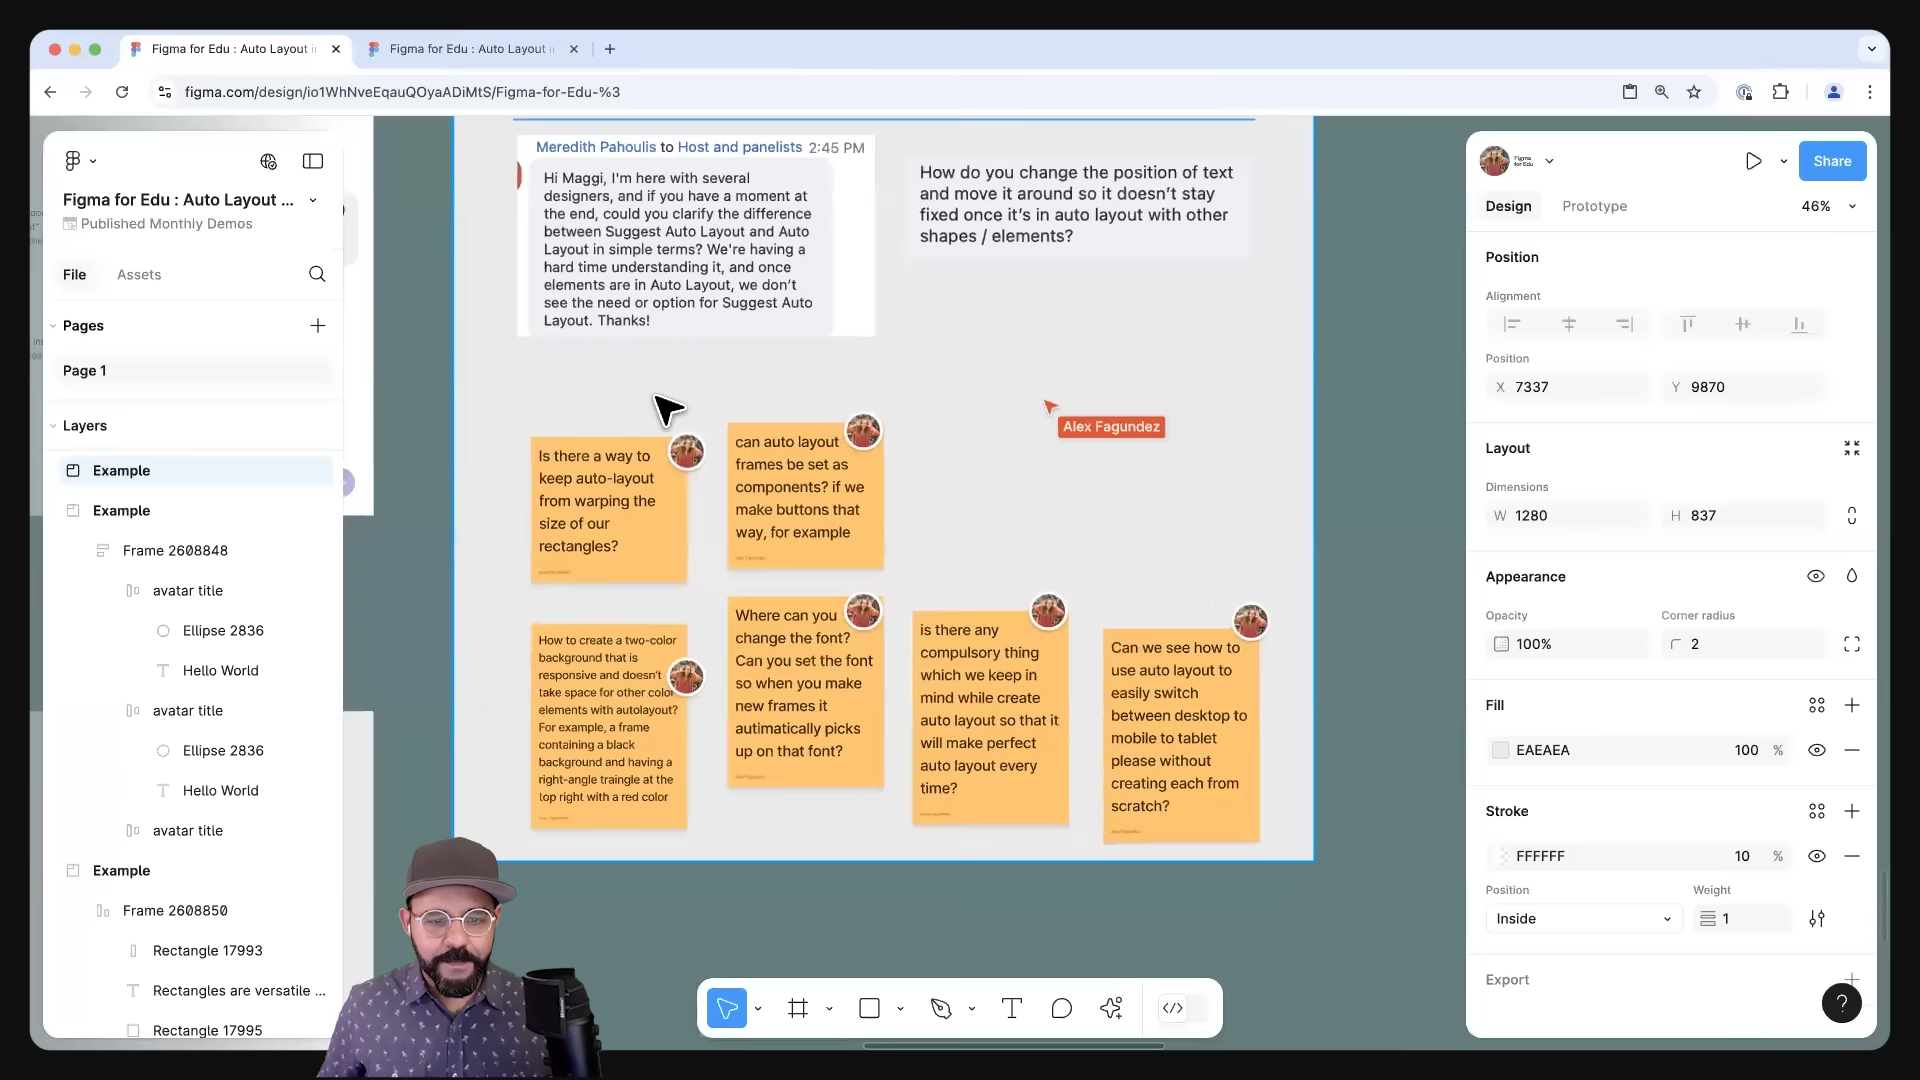 Figma for Edu : Auto Layout i
Figma for Edu : Auto Layout i
figma.com/design/io1WhNveEqauQOyaADiMtS/Figma-for-Edu-%3
Figma for Edu : Auto Layout ...
Published Monthly Demos
File
Assets
Pages
Page 1
Layers
Example
Example
Frame 2608848
avatar title
Ellipse 2836
Hello World
avatar title
Ellipse 2836
Hello World
avatar title
Example
Frame 2608850
Rectangle 17993
Rectangles are versatile ...
Rectangle 17995
Meredith Pahoulis to Host and panelists 2:45 PM
Hi Maggi, I'm here with several
designers, and if you have a moment at
the end, could you clarify the difference
between Suggest Auto Layout and Auto
Layout in simple terms? We're having a
hard time understanding it, and once
elements are in Auto Layout, we don't
see the need or option for Suggest Auto
Layout. Thanks!
How do you change the position of text
and move it around so it doesn't stay
fixed once it's in auto layout with other
shapes / elements?
Alex Fagundez
Is there a way to
keep auto-layout
from warping the
size of our
rectangles?
can auto layout
frames be set as
components? if we
make buttons that
way, for example
How to create a two-color
background that is
responsive and doesn't
take space for other color
elements with autolayout?
For example, a frame
containing a black
background and having a
right-angle traingle at the
top right with a red color
Where can you
change the font?
Can you set the font
so when you make
new frames it
autimatically picks
up on that font?
is there any
compulsory thing
which we keep in
mind while create
auto layout so that it
will make perfect
auto layout every
time?
Can we see how to
use auto layout to
easily switch
between desktop to
mobile to tablet
please without
creating each from
scratch?
Figma
for Edu
Share
Design
Prototype
46%
Position
Alignment
Position
X 7337
Y 9870
Layout
Dimensions
W 1280
H 837
Appearance
Opacity
Corner radius
100%
2
Fill
EAEAEA
100 %
Stroke
FFFFFF
10 %
Position
Weight
Inside
1
Export
?